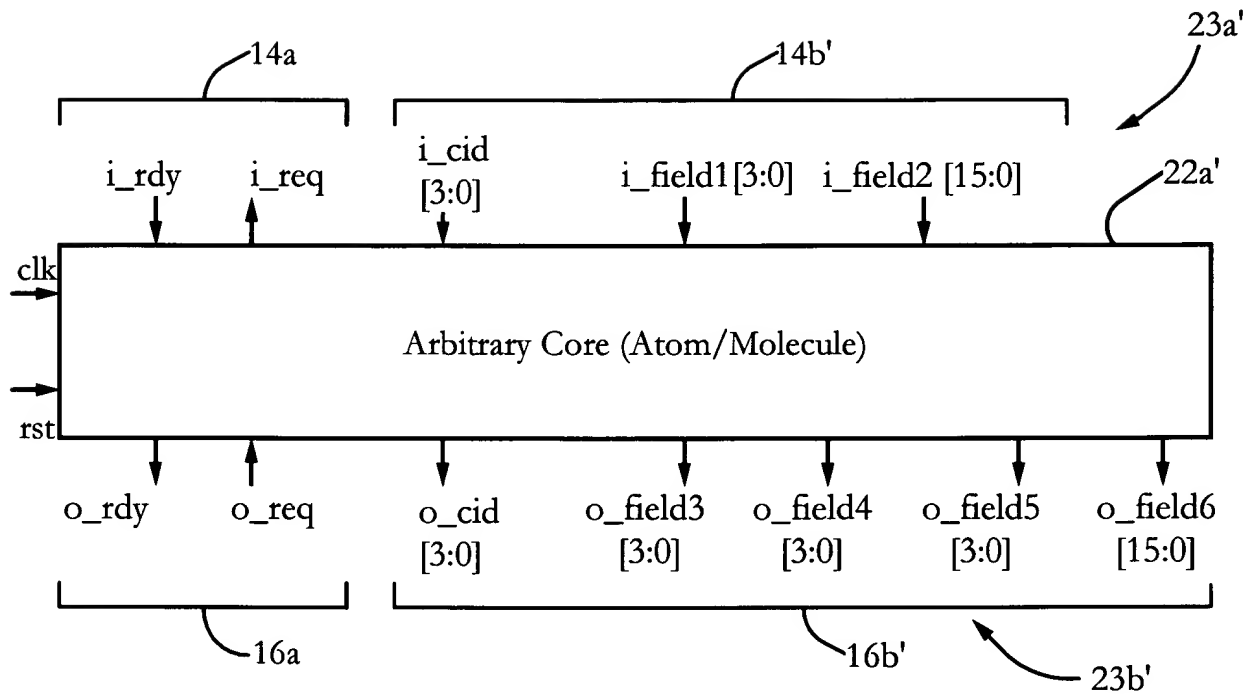 23a'
14a
14b'
i_rdy
i_req
i_cid
[3:0]
i_field1 [3:0]
i_field2 [15:0]
22a'
clk
Arbitrary Core (Atom/Molecule)
rst
o_rdy
o_req
o_cid
[3:0]
o_field3
[3:0]
o_field4
[3:0]
o_field5
[3:0]
o_field6
[15:0]
16a
16b'
23b'